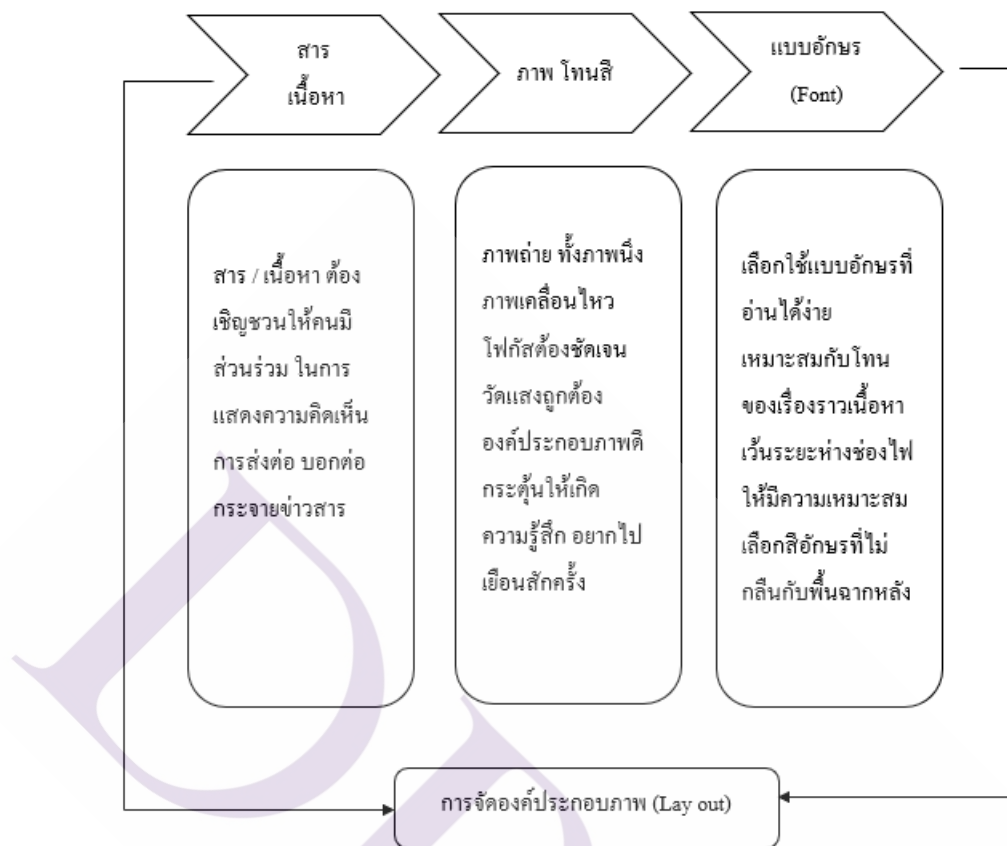 สาร
เนื้อหา
ภาพ โทนสี
แบบอักษร
(Font)
สาร / เนื้อหา ต้อง
เชิญชวนให้คนมี
ส่วนร่วม ในการ
แสดงความคิดเห็น
การส่งต่อ บอกต่อ
กระจายข่าวสาร
ภาพถ่าย ทั้งภาพนิ่ง
ภาพเคลื่อนไหว
โฟกัสต้องชัดเจน
วัดแสงถูกต้อง
องค์ประกอบภาพดี
กระตุ้นให้เกิด
ความรู้สึก อยากไป
เยือนสักครั้ง
เลือกใช้แบบอักษรที่
อ่านได้ง่าย
เหมาะสมกับโทน
ของเรื่องราวเนื้อหา
เว้นระยะห่างช่องไฟ
ให้มีความเหมาะสม
เลือกสีอักษรที่ไม่
กลืนกับพื้นฉากหลัง
การจัดองค์ประกอบภาพ (Lay out)